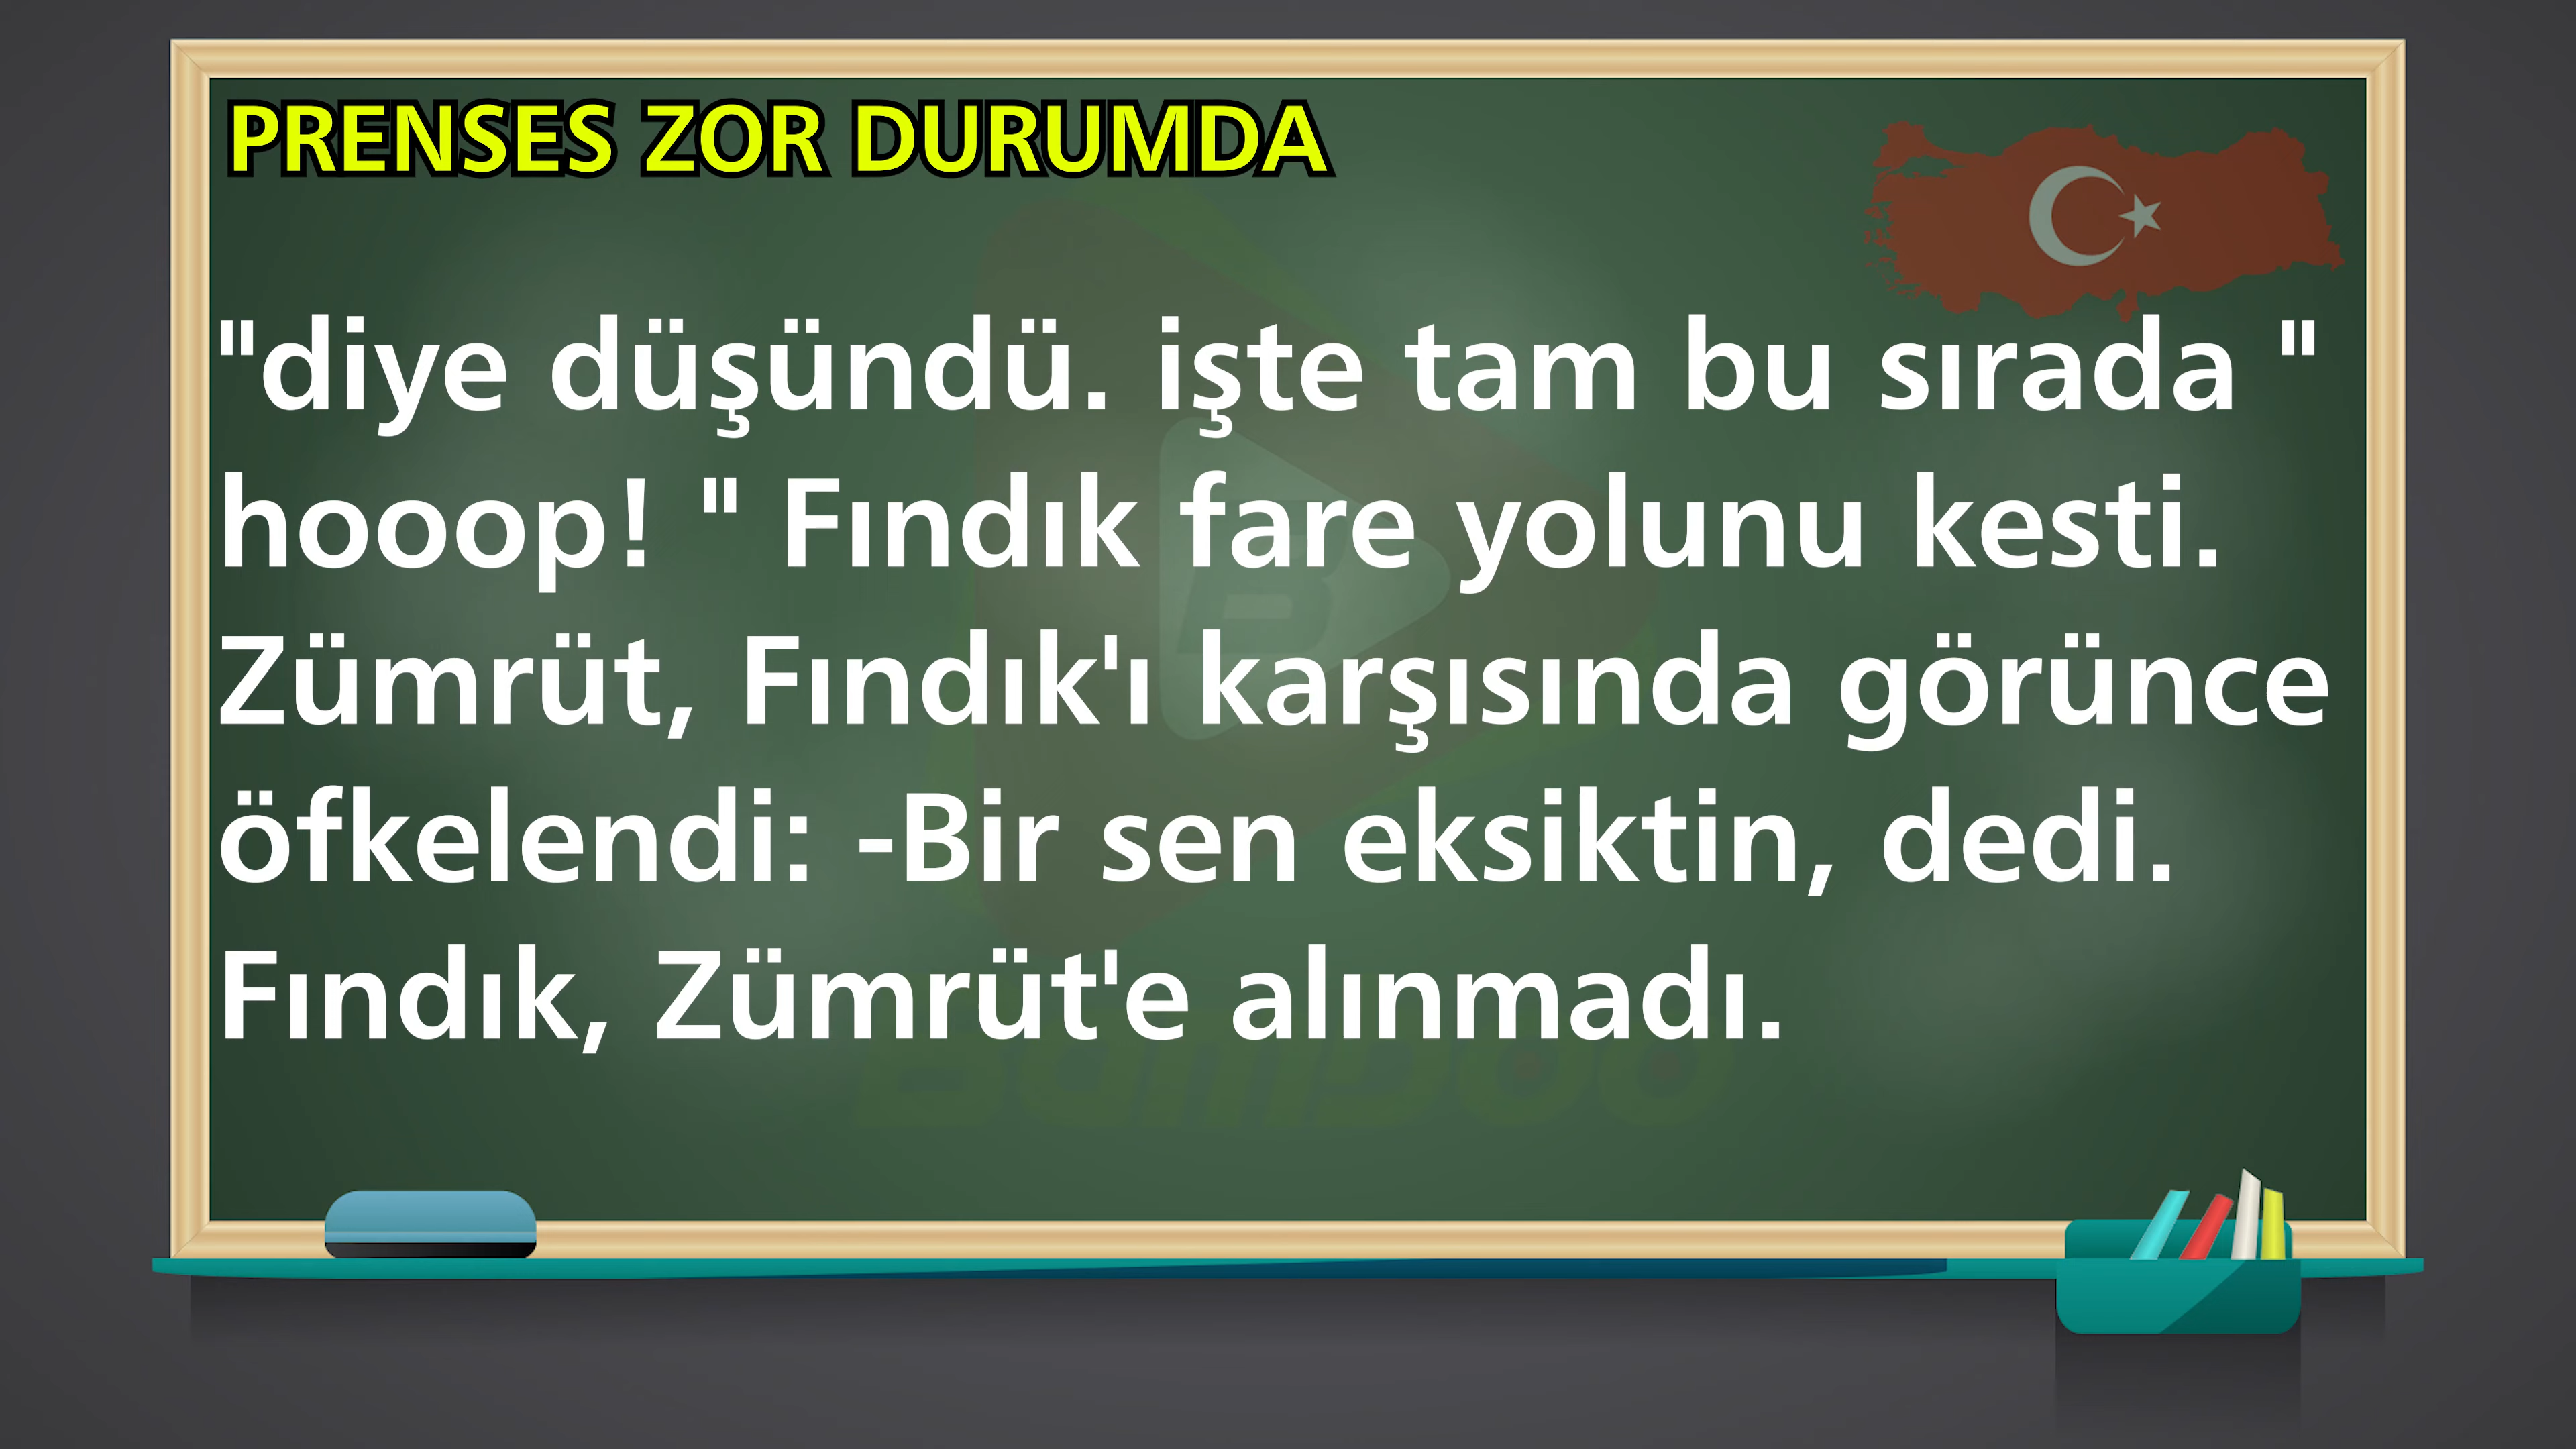 PRENSES ZOR DURUMDA
"diye düşündü. işte tam bu sırada "
hooop! " Fındık fare yolunu kesti.
Zümrüt, Fındık'ı karşısında görünce
öfkelendi: -Bir sen eksiktin, dedi.
Fındık, Zümrüt'e alınmadı.